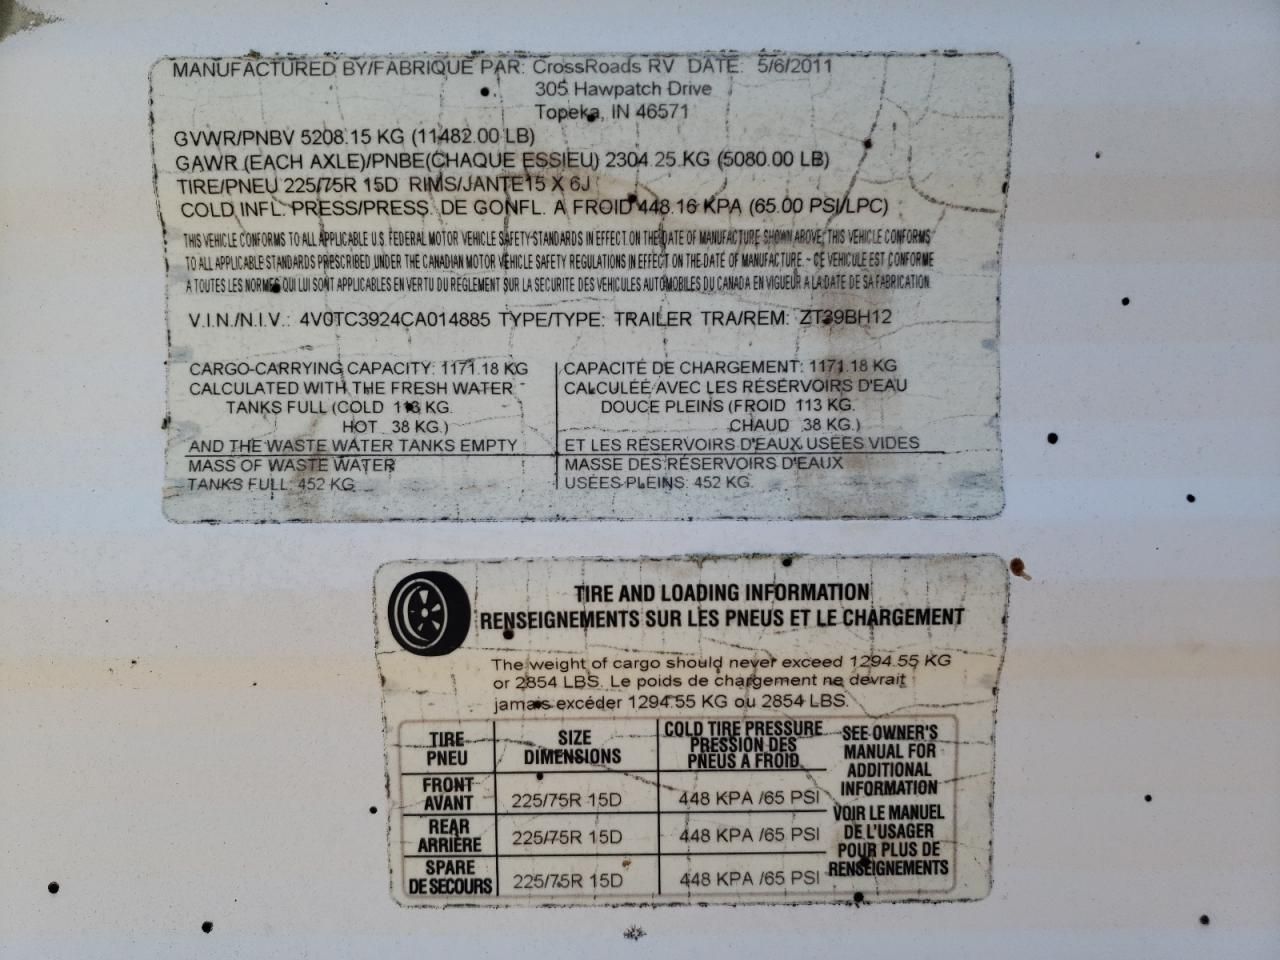 MANUFACTURED BY/FABRIQUE PAR: CrossRoads RV DATE: 5/6/2011
305 Hawpatch Drive
Topeka, IN 46571
GVWR/PNBV 5208.15 KG (11482.00 LB)
GAWR (EACH AXLE)/PNBE(CHAQUE ESSIEU) 2304.25 KG (5080.00 LB)
TIRE/PNEU 225/75R 15D RIMS/JANTE15 X 6J
COLD INFL. PRESS/PRESS. DE GONFL. A FROID 448.16 KPA (65.00 PSI/LPC)
THIS VEHICLE CONFORMS TO ALL APPLICABLE U.S. FEDERAL MOTOR VEHICLE SAFETY STANDARDS IN EFFECT ON THE DATE OF MANUFACTURE SHOWN ABOVE. THIS VEHICLE CONFORMS
TO ALL APPLICABLE STANDARDS PRESCRIBED UNDER THE CANADIAN MOTOR VEHICLE SAFETY REGULATIONS IN EFFECT ON THE DATE OF MANUFACTURE. - CE VEHICULE EST CONFORME
A TOUTES LES NORMES QUI LUI SONT APPLICABLES EN VERTU DU REGLEMENT SUR LA SECURITE DES VEHICULES AUTOMOBILES DU CANADA EN VIGUEUR A LA DATE DE SA FABRICATION.
V.I.N./N.I.V.: 4V0TC3924CA014885 TYPE/TYPE: TRAILER TRA/REM: ZT39BH12
CARGO-CARRYING CAPACITY: 1171.18 KG
CALCULATED WITH THE FRESH WATER
TANKS FULL (COLD 113 KG.
HOT 38 KG.)
AND THE WASTE WATER TANKS EMPTY
MASS OF WASTE WATER
TANKS FULL: 452 KG
CAPACITÉ DE CHARGEMENT: 1171.18 KG
CALCULÉE AVEC LES RÉSERVOIRS D'EAU
DOUCE PLEINS (FROID 113 KG.
CHAUD 38 KG.)
ET LES RÉSERVOIRS D'EAUX USÉES VIDES
MASSE DES RÉSERVOIRS D'EAUX
USÉES PLEINS: 452 KG.
TIRE AND LOADING INFORMATION
RENSEIGNEMENTS SUR LES PNEUS ET LE CHARGEMENT
The weight of cargo should never exceed 1294.55 KG
or 2854 LBS. Le poids de chargement ne devrait
jamais excéder 1294.55 KG ou 2854 LBS.
TIRE
PNEU
SIZE
DIMENSIONS
COLD TIRE PRESSURE
PRESSION DES
PNEUS A FROID
FRONT
AVANT
225/75R 15D
448 KPA /65 PSI
REAR
ARRIÈRE
225/75R 15D
448 KPA /65 PSI
SPARE
DE SECOURS
225/75R 15D
448 KPA /65 PSI
SEE OWNER'S
MANUAL FOR
ADDITIONAL
INFORMATION
VOIR LE MANUEL
DE L'USAGER
POUR PLUS DE
RENSEIGNEMENTS